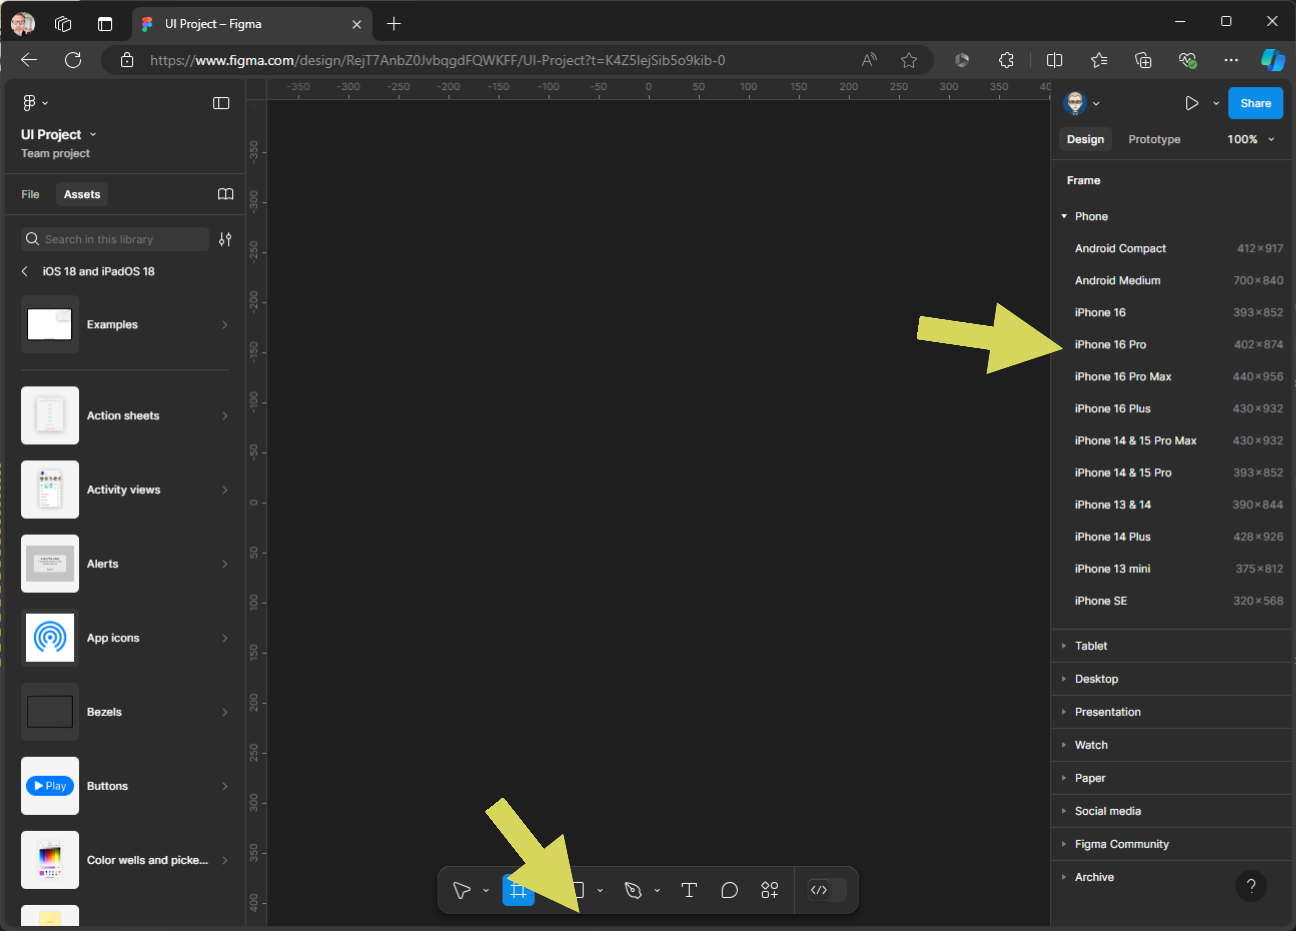 UI Project – Figma
https://www.figma.com/design/RejT7AnbZ0JvbqgdFQWKFF/UI-Project?t=K4Z5IejSib5o9kib-0
-350 -300 -250 -200 -150 -100 -50 0 50 100 150 200 250 300 350 40
-350
-300
-250
-200
-150
-100
-50
0
50
100
150
200
250
300
350
400
UI Project
Team project
File Assets
Search in this library
iOS 18 and iPadOS 18
Examples
Action sheets
Activity views
Alerts
App icons
Bezels
Play
Buttons
Color wells and picke...
Share
Design Prototype 100%
Frame
Phone
Android Compact 412×917
Android Medium 700×840
iPhone 16 393×852
iPhone 16 Pro 402×874
iPhone 16 Pro Max 440×956
iPhone 16 Plus 430×932
iPhone 14 & 15 Pro Max 430×932
iPhone 14 & 15 Pro 393×852
iPhone 13 & 14 390×844
iPhone 14 Plus 428×926
iPhone 13 mini 375×812
iPhone SE 320×568
Tablet
Desktop
Presentation
Watch
Paper
Social media
Figma Community
Archive
?